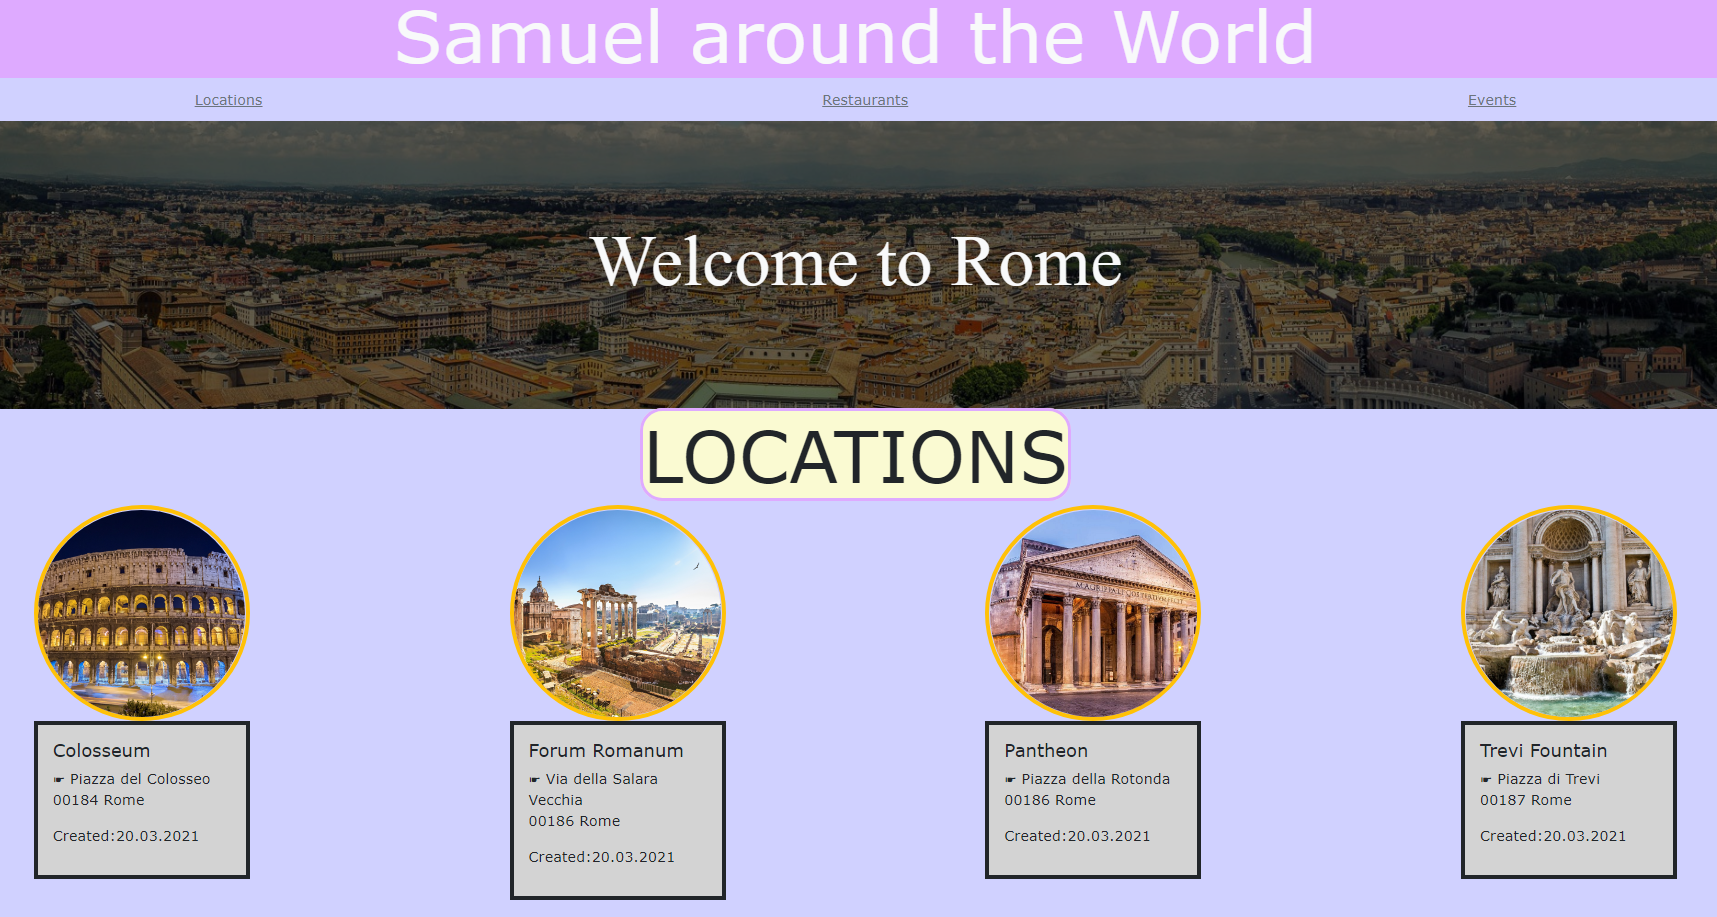 Samuel around the World
Locations
Restaurants
Events
Welcome to Rome
LOCATIONS
Colosseum
☛ Piazza del Colosseo
00184 Rome
Created:20.03.2021
Forum Romanum
☛ Via della Salara
Vecchia
00186 Rome
Created:20.03.2021
Pantheon
☛ Piazza della Rotonda
00186 Rome
Created:20.03.2021
Trevi Fountain
☛ Piazza di Trevi
00187 Rome
Created:20.03.2021